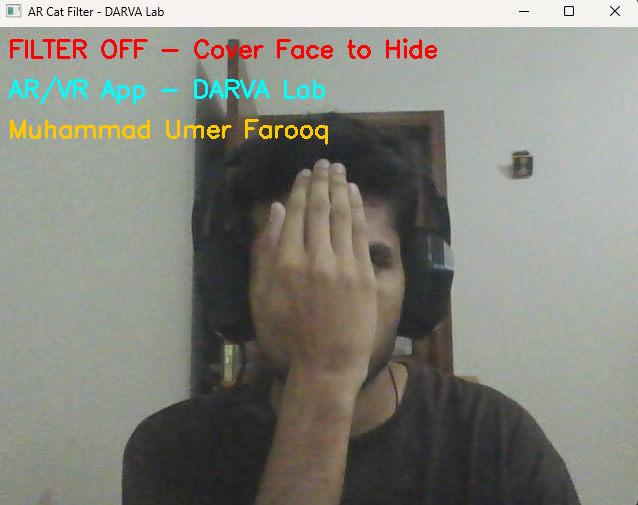 AR Cat Filter - DARVA Lab
FILTER OFF - Cover Face to Hide
AR/VR App - DARVA Lab
Muhammad Umer Farooq